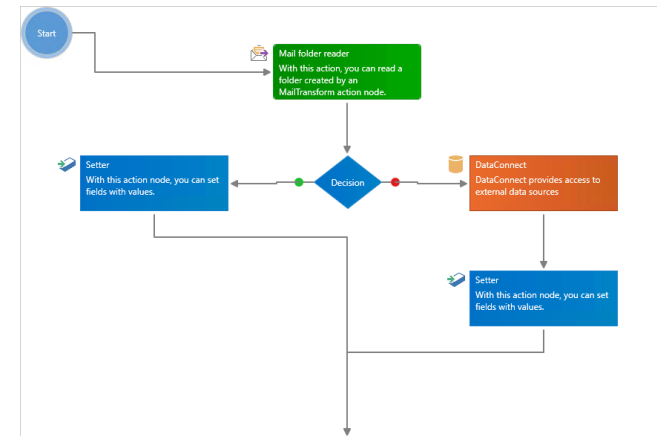 Start
Mail folder reader
With this action, you can read a
folder created by an
MailTransform action node.
Setter
With this action node, you can set
fields with values.
Decision
DataConnect
DataConnect provides access to
external data sources
Setter
With this action node, you can set
fields with values.